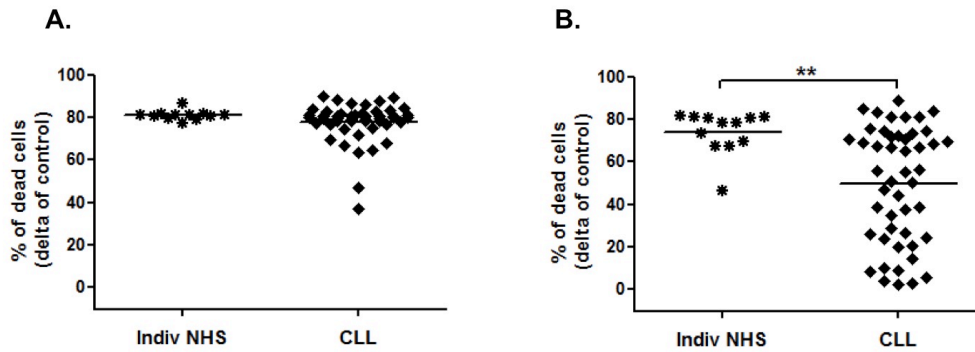 A.
% of dead cells
(delta of control)
100
80
60
40
20
0
Indiv NHS
CLL
B.
**
% of dead cells
(delta of control)
100
80
60
40
20
0
Indiv NHS
CLL